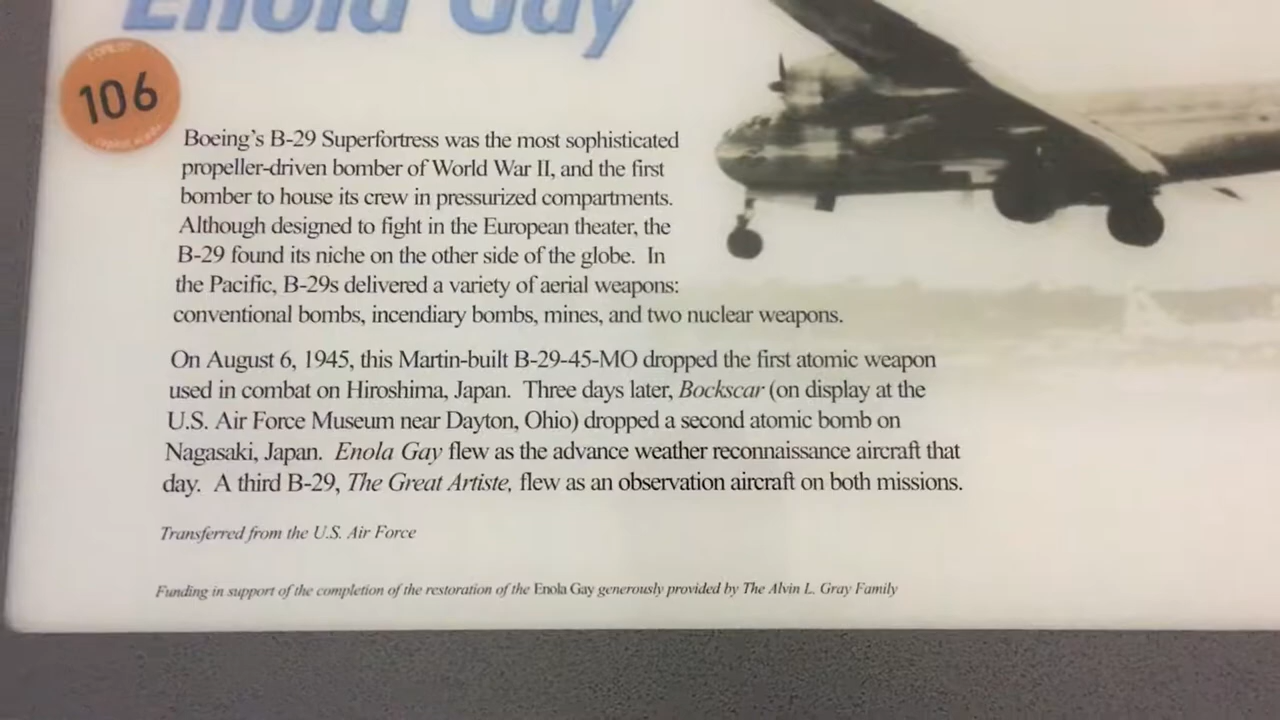 Enola Gay
106
Boeing's B-29 Superfortress was the most sophisticated
propeller-driven bomber of World War II, and the first
bomber to house its crew in pressurized compartments.
Although designed to fight in the European theater, the
B-29 found its niche on the other side of the globe.  In
the Pacific, B-29s delivered a variety of aerial weapons:
conventional bombs, incendiary bombs, mines, and two nuclear weapons.
On August 6, 1945, this Martin-built B-29-45-MO dropped the first atomic weapon
used in combat on Hiroshima, Japan.  Three days later, Bockscar (on display at the
U.S. Air Force Museum near Dayton, Ohio) dropped a second atomic bomb on
Nagasaki, Japan.  Enola Gay flew as the advance weather reconnaissance aircraft that
day.  A third B-29, The Great Artiste, flew as an observation aircraft on both missions.
Transferred from the U.S. Air Force
Funding in support of the completion of the restoration of the Enola Gay generously provided by The Alvin L. Gray Family